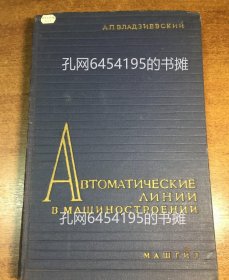 А.П.ВЛАДЗИЕВСКИЙ
孔网6454195的书摊
АВТОМАТИЧЕСКИЕ
ЛИНИИ
В МАШИНОСТРОЕНИИ
孔网6454195的书摊
МАШГИЗ